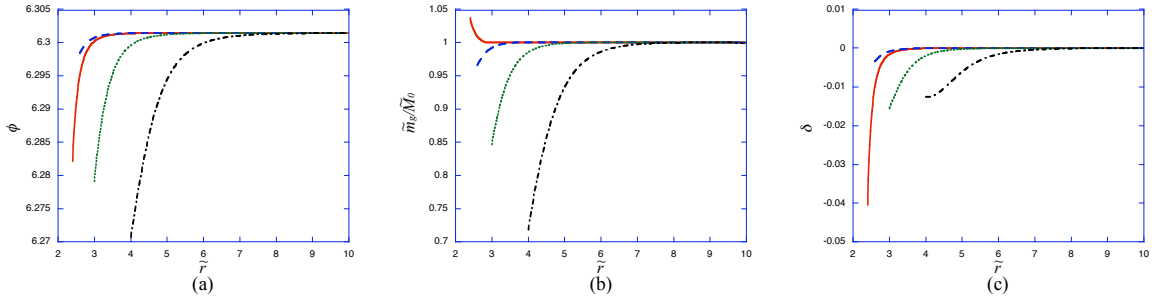 6.305
6.3
6.295
6.29
6.285
6.28
6.275
6.27
ϕ
2 3 4 5 6 7 8 9 10
r̃
(a)
1.05
1
0.95
0.9
0.85
0.8
0.75
0.7
m̃_g/M̃_0
2 3 4 5 6 7 8 9 10
r̃
(b)
0.01
0
-0.01
-0.02
-0.03
-0.04
-0.05
δ
2 3 4 5 6 7 8 9 10
r̃
(c)